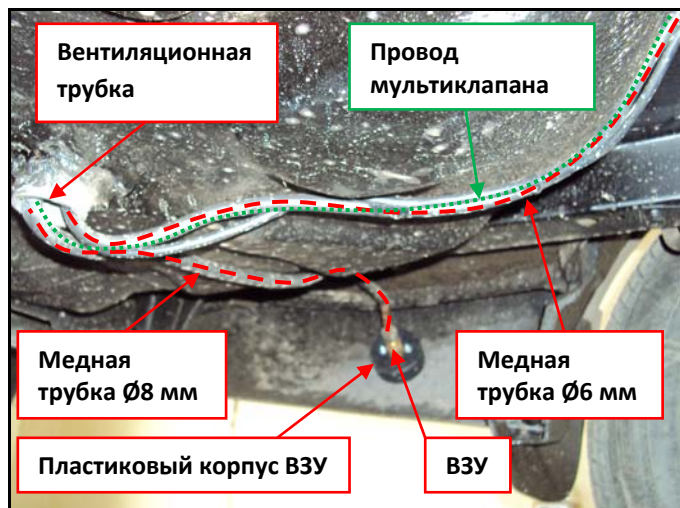 Вентиляционная
трубка
Провод
мультиклапана
Медная
трубка Ø8 мм
Медная
трубка Ø6 мм
Пластиковый корпус ВЗУ
ВЗУ